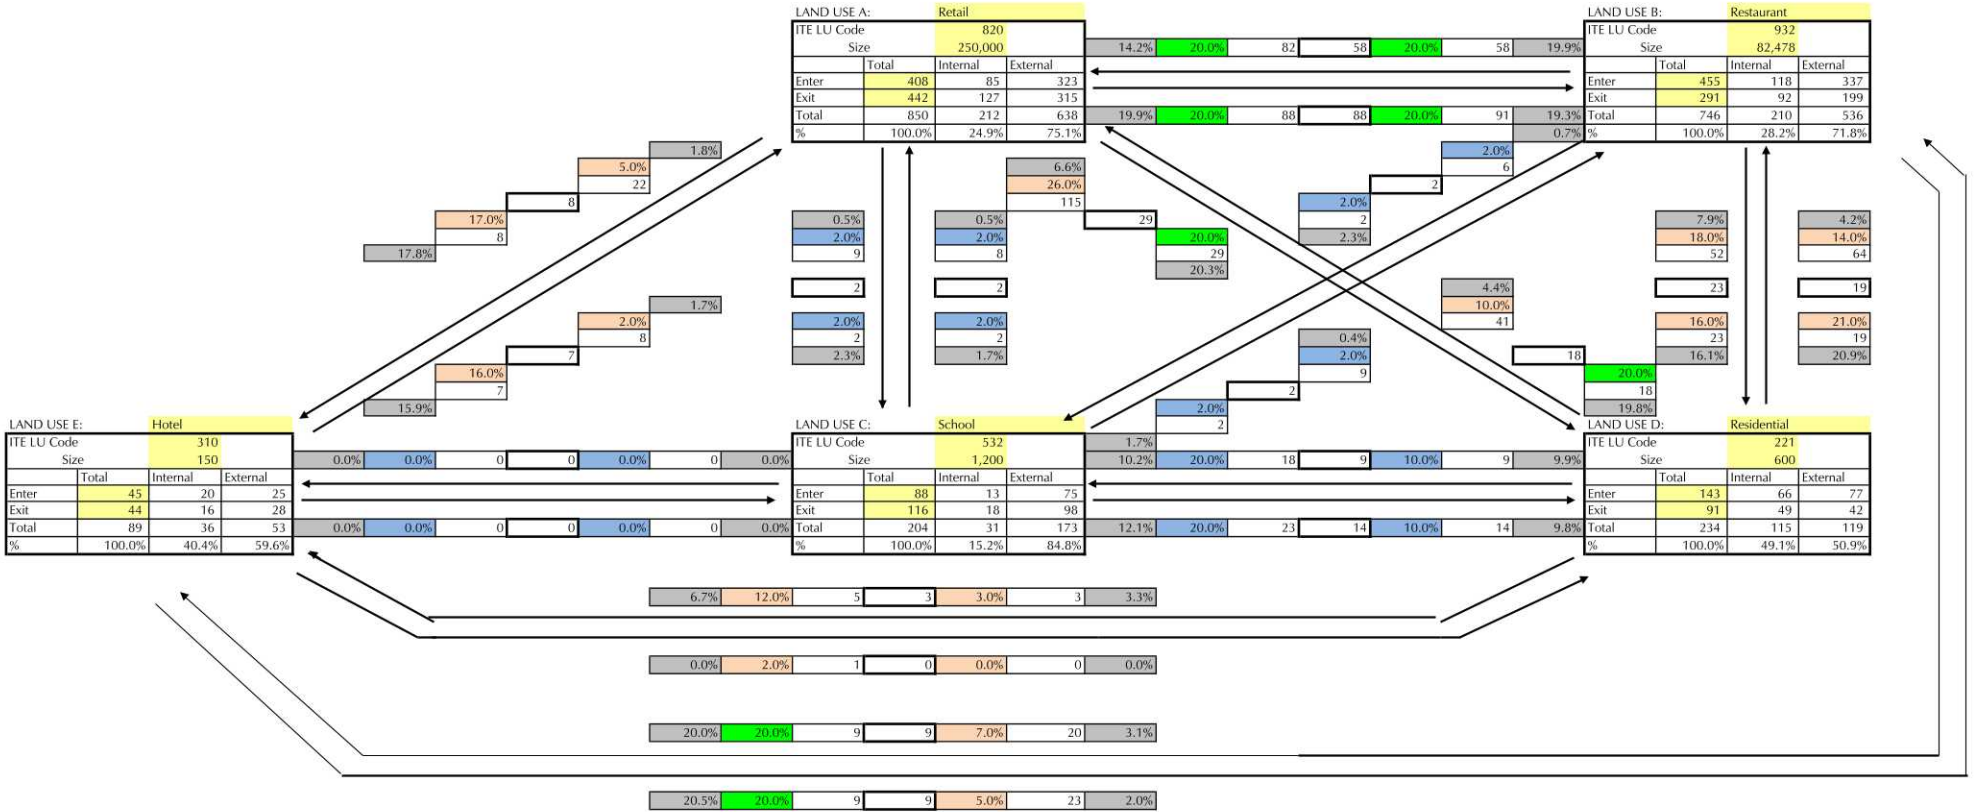 LAND USE A: Retail LAND USE B: Restaurant
ITE LU Code 820 ITE LU Code 932
Size 250,000 14.2% 20.0% 82 58 20.0% 58 19.9% Size 82,478
Total Internal External Total Internal External
Enter 408 85 323 Enter 455 118 337
Exit 442 127 315 Exit 291 92 199
Total 850 212 638 19.9% 20.0% 88 88 20.0% 91 19.3% Total 746 210 536
% 100.0% 24.9% 75.1% 0.7% % 100.0% 28.2% 71.8%
1.8% 2.0%
5.0% 6.6% 6
22 26.0% 2
8 115 2.0%
17.0% 0.5% 0.5% 29 2 7.9% 4.2%
8 2.0% 2.0% 20.0% 2.3% 18.0% 14.0%
17.8% 9 8 29 52 64
20.3%
2 2 4.4% 23 19
1.7% 10.0%
2.0% 2.0% 2.0% 41 16.0% 21.0%
8 2 2 0.4% 23 19
7 2.3% 1.7% 2.0% 18 16.1% 20.9%
16.0% 9 20.0%
7 2 18
15.9% 2.0% 19.8%
LAND USE E: Hotel LAND USE C: School 2 LAND USE D: Residential
ITE LU Code 310 ITE LU Code 532 1.7% ITE LU Code 221
Size 150 0.0% 0.0% 0 0 0.0% 0 0.0% Size 1,200 10.2% 20.0% 18 9 10.0% 9 9.9% Size 600
Total Internal External Total Internal External Total Internal External
Enter 45 20 25 Enter 88 13 75 Enter 143 66 77
Exit 44 16 28 Exit 116 18 98 Exit 91 49 42
Total 89 36 53 0.0% 0.0% 0 0 0.0% 0 0.0% Total 204 31 173 12.1% 20.0% 23 14 10.0% 14 9.8% Total 234 115 119
% 100.0% 40.4% 59.6% % 100.0% 15.2% 84.8% % 100.0% 49.1% 50.9%
6.7% 12.0% 5 3 3.0% 3 3.3%
0.0% 2.0% 1 0 0.0% 0 0.0%
20.0% 20.0% 9 9 7.0% 20 3.1%
20.5% 20.0% 9 9 5.0% 23 2.0%